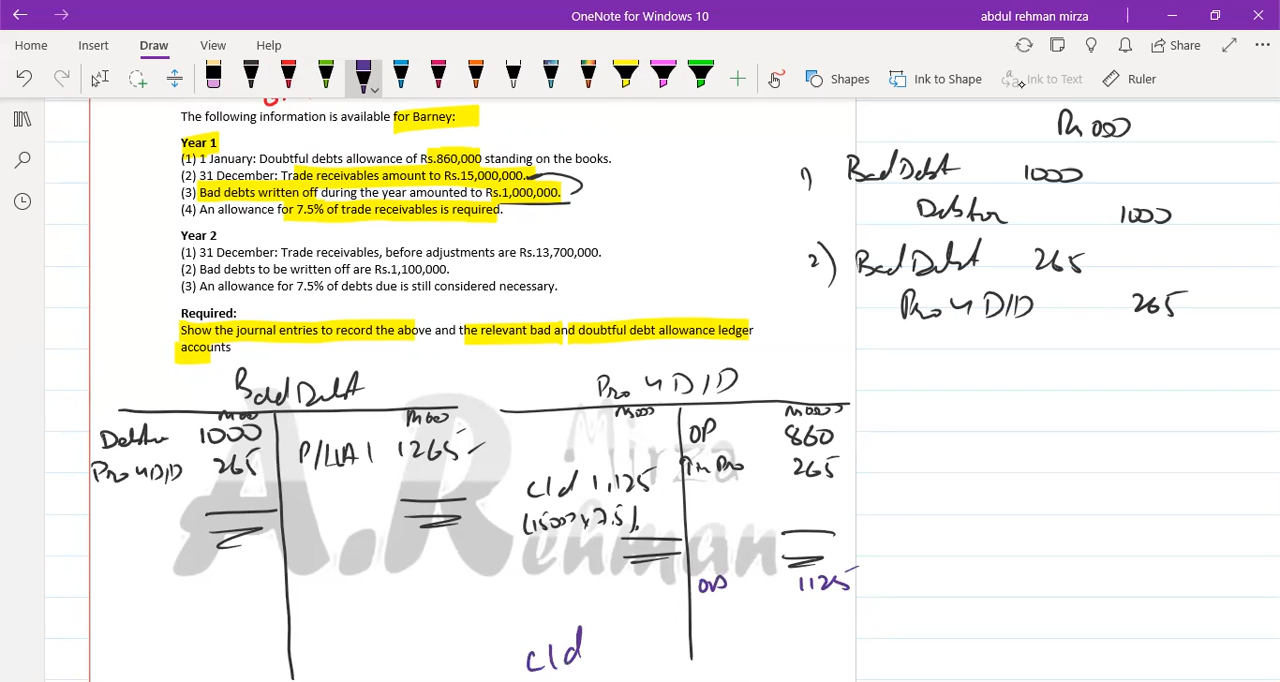 OneNote for Windows 10
abdul rehman mirza
Home Insert Draw View Help
Share
Shapes Ink to Shape Ink to Text Ruler
The following information is available for Barney:
Year 1
(1) 1 January: Doubtful debts allowance of Rs.860,000 standing on the books.
(2) 31 December: Trade receivables amount to Rs.15,000,000.
(3) Bad debts written off during the year amounted to Rs.1,000,000.
(4) An allowance for 7.5% of trade receivables is required.
Year 2
(1) 31 December: Trade receivables, before adjustments are Rs.13,700,000.
(2) Bad debts to be written off are Rs.1,100,000.
(3) An allowance for 7.5% of debts due is still considered necessary.
Required:
Show the journal entries to record the above and the relevant bad and doubtful debt allowance ledger
accounts
Rs 000
1) Bad Debt 1000
Debtor 1000
2) Bad Debt 265
Pro 4 D/D 265
Bad Debt
Rs000 Rs000
Debtor 1000 P/L A/
Pro 4 D/D 265 1265
Pro 4 D/D
Rs000 Rs000
OP 860
In Pro 265
c/d 1,125
(15000 x 7.5%)
OP 1125
c/d
A.Rehman
Mirza